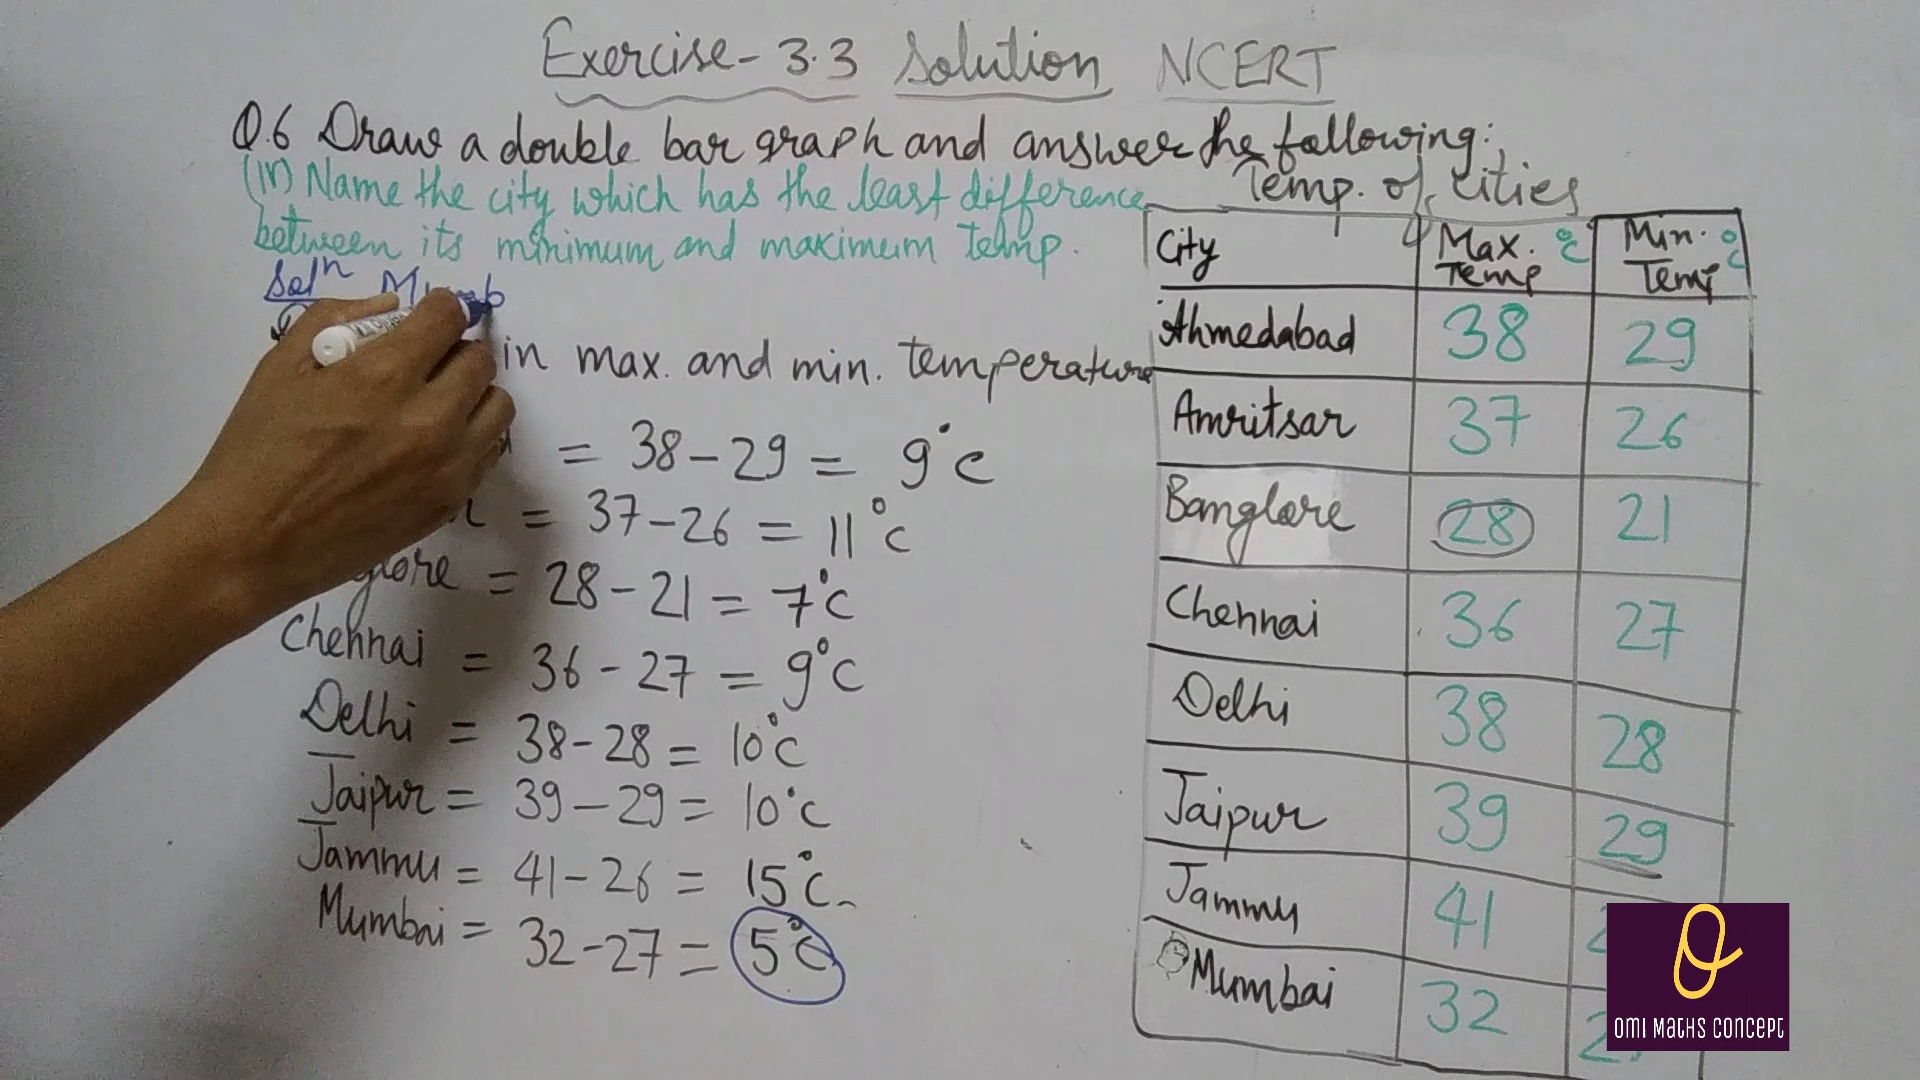 Exercise - 3.3 Solution NCERT
Q.6 Draw a double bar graph and answer the following:
(iv) Name the city which has the least difference
between its minimum and maximum temp.
Solⁿ Mumb
in max. and min. temperature
= 38 - 29 = 9°C
= 37 - 26 = 11°C
= 28 - 21 = 7°C
Chennai = 36 - 27 = 9°C
Delhi = 38 - 28 = 10°C
Jaipur = 39 - 29 = 10°C
Jammu = 41 - 26 = 15°C
Mumbai = 32 - 27 = 5°C
Temp. of cities
City Max. Temp °C Min. Temp °C
Ahmedabad 38 29
Amritsar 37 26
Banglore 28 21
Chennai 36 27
Delhi 38 28
Jaipur 39 29
Jammu 41
Mumbai 32
OMI MATHS CONCEPT